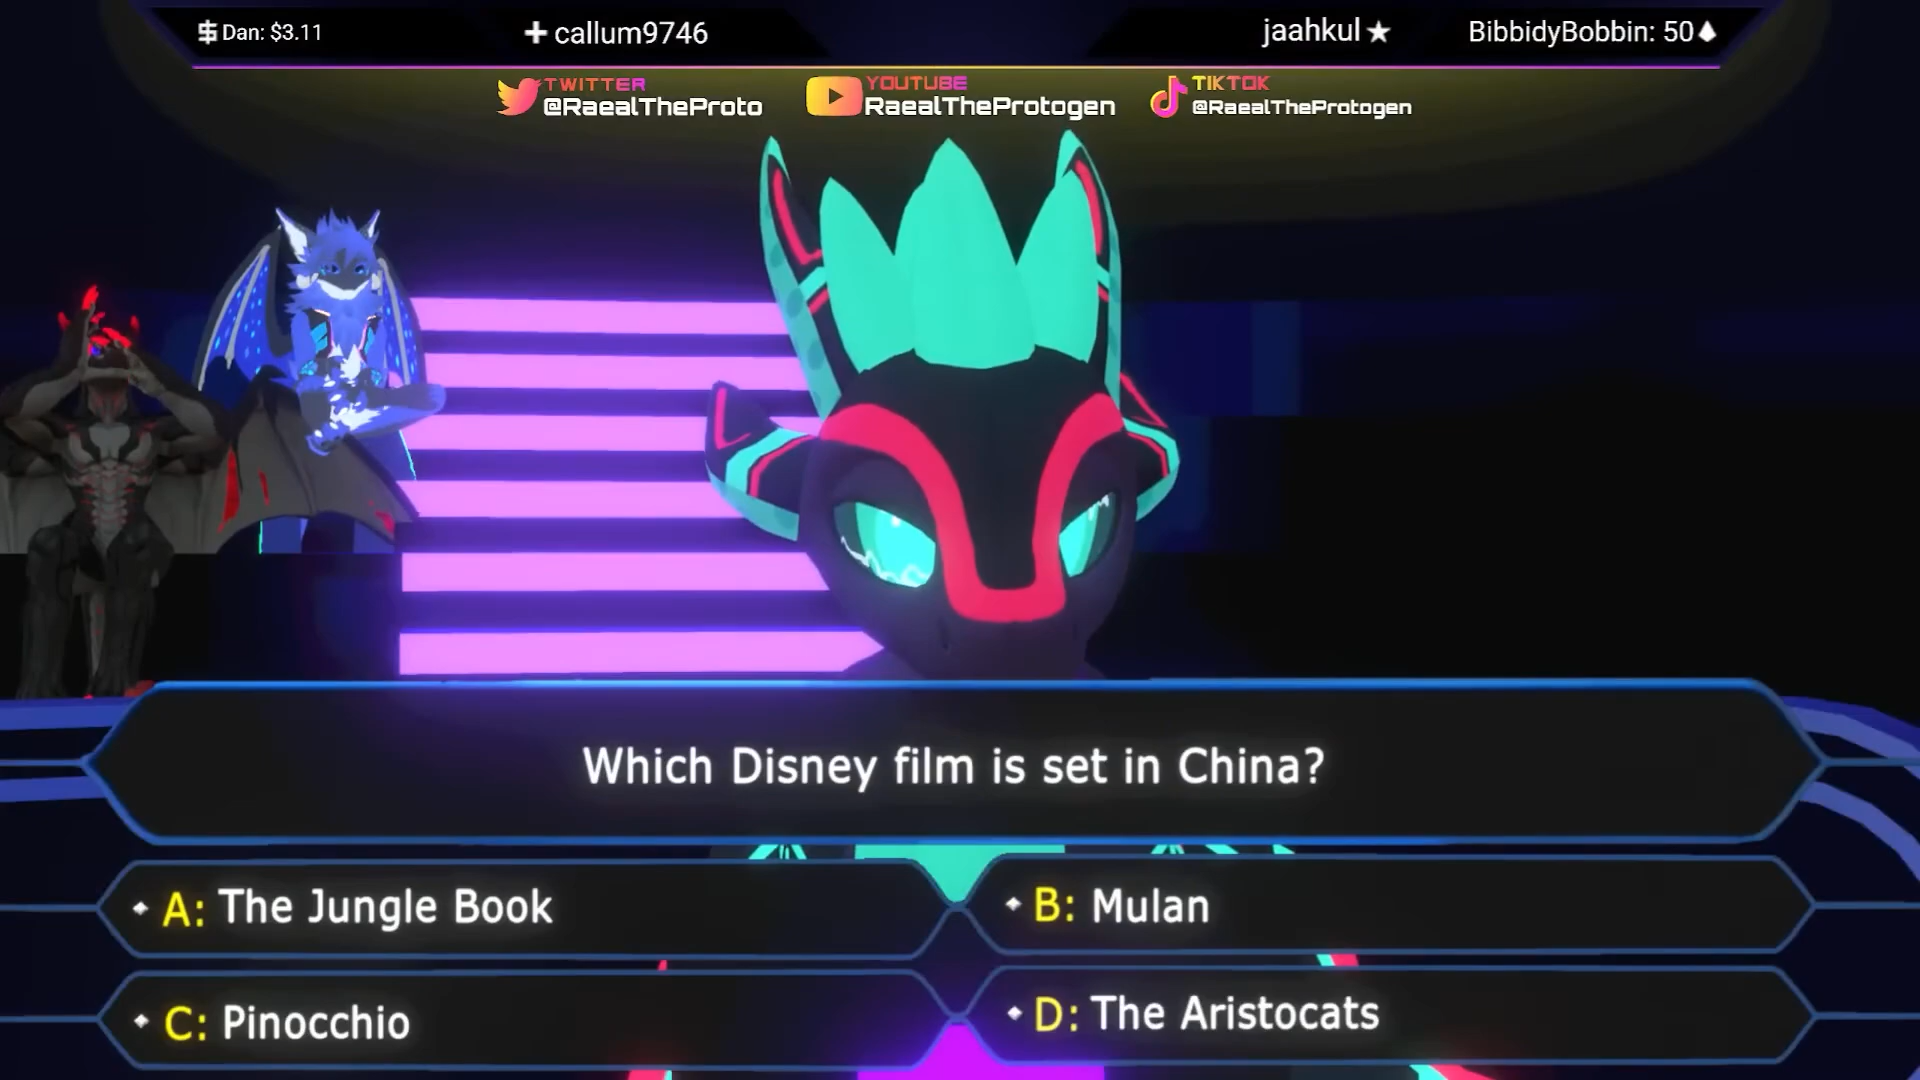 Dan: $3.11
callum9746
jaahkul
BibbidyBobbin: 50
TWITTER
@RaealTheProto
YOUTUBE
RaealTheProtogen
TIKTOK
@RaealTheProtogen
Which Disney film is set in China?
A: The Jungle Book
B: Mulan
C: Pinocchio
D: The Aristocats